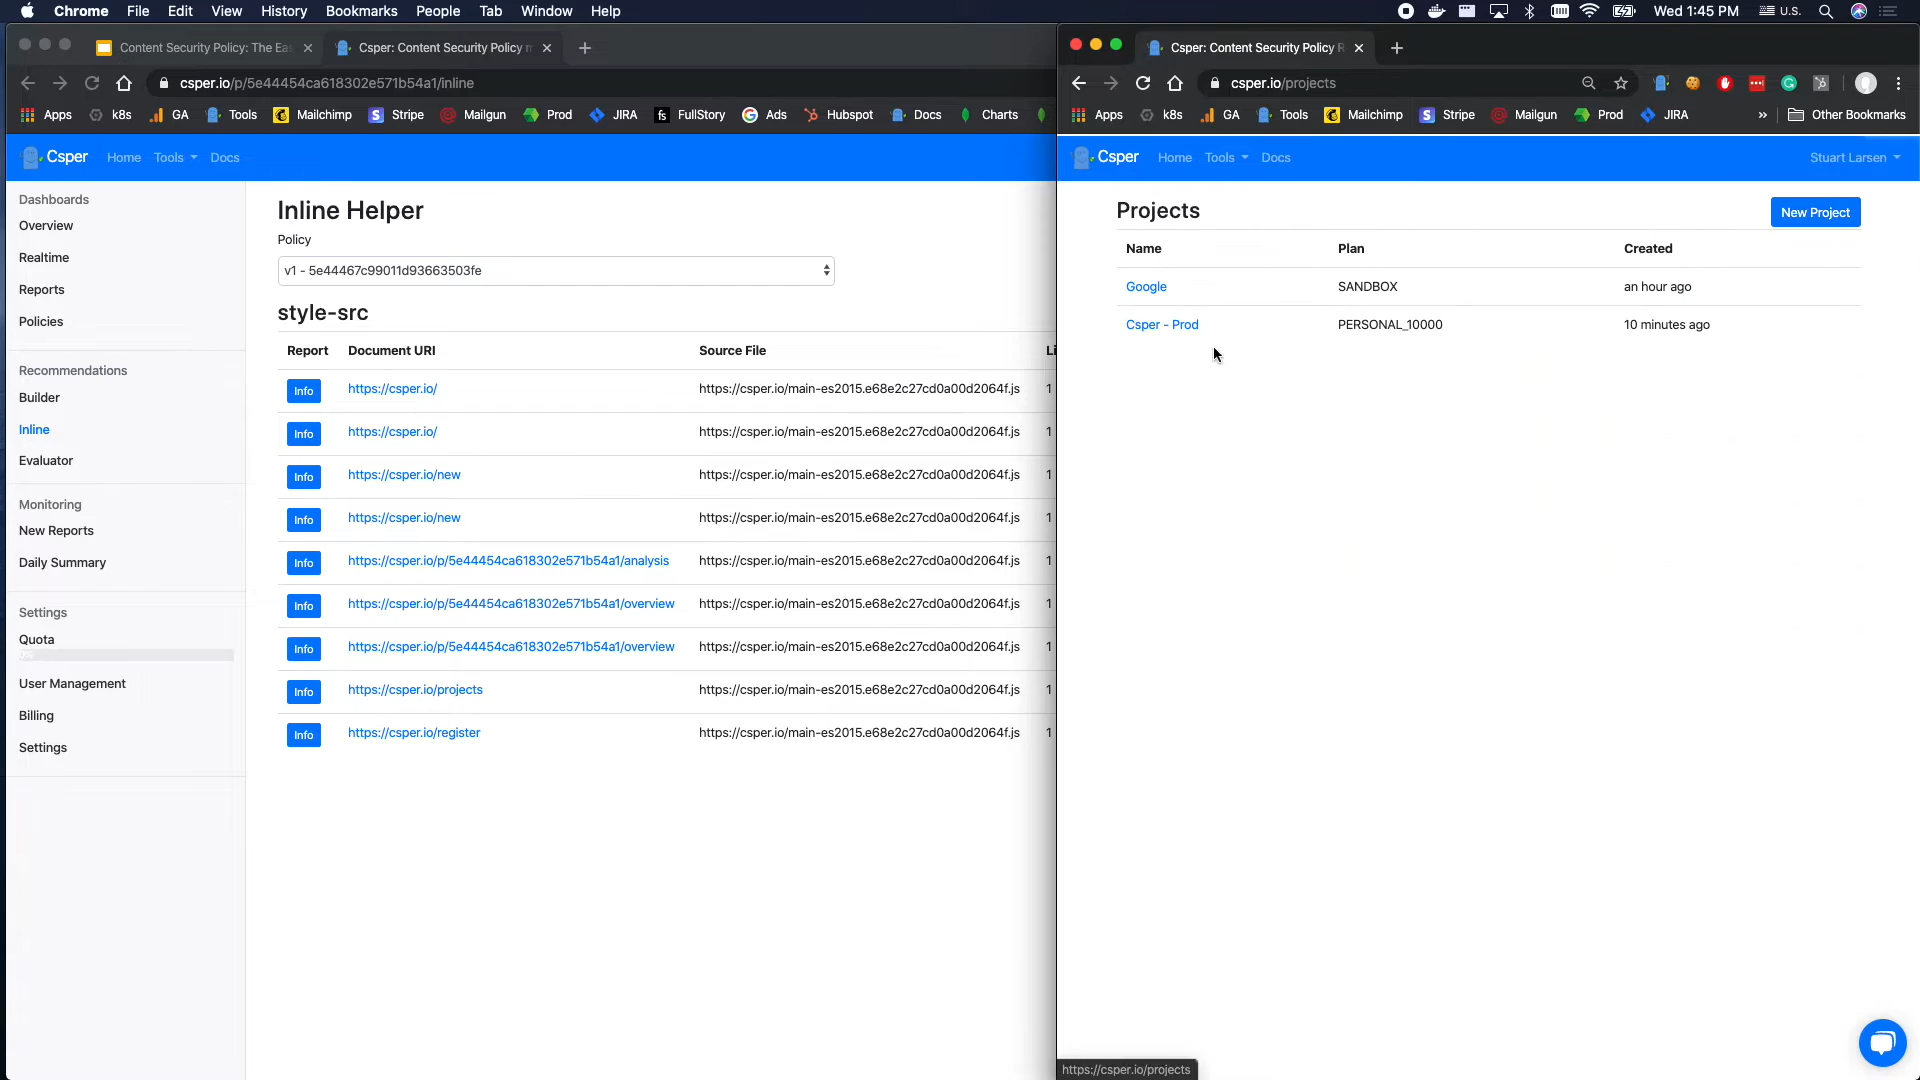 Chrome File Edit View History Bookmarks People Tab Window Help
Wed 1:45 PM U.S.
Content Security Policy: The Eas
Csper: Content Security Policy m
csper.io/p/5e44454ca618302e571b54a1/inline
Apps k8s GA Tools Mailchimp Stripe Mailgun Prod JIRA fs FullStory Ads Hubspot Docs Charts
Csper Home Tools Docs
Dashboards
Overview
Realtime
Reports
Policies
Recommendations
Builder
Inline
Evaluator
Monitoring
New Reports
Daily Summary
Settings
Quota
User Management
Billing
Settings
Inline Helper
Policy
v1 - 5e44467c99011d93663503fe
style-src
Report Document URI Source File Li
Info https://csper.io/ https://csper.io/main-es2015.e68e2c27cd0a00d2064f.js 1
Info https://csper.io/ https://csper.io/main-es2015.e68e2c27cd0a00d2064f.js 1
Info https://csper.io/new https://csper.io/main-es2015.e68e2c27cd0a00d2064f.js 1
Info https://csper.io/new https://csper.io/main-es2015.e68e2c27cd0a00d2064f.js 1
Info https://csper.io/p/5e44454ca618302e571b54a1/analysis https://csper.io/main-es2015.e68e2c27cd0a00d2064f.js 1
Info https://csper.io/p/5e44454ca618302e571b54a1/overview https://csper.io/main-es2015.e68e2c27cd0a00d2064f.js 1
Info https://csper.io/p/5e44454ca618302e571b54a1/overview https://csper.io/main-es2015.e68e2c27cd0a00d2064f.js 1
Info https://csper.io/projects https://csper.io/main-es2015.e68e2c27cd0a00d2064f.js 1
Info https://csper.io/register https://csper.io/main-es2015.e68e2c27cd0a00d2064f.js 1
Csper: Content Security Policy R
csper.io/projects
Apps k8s GA Tools Mailchimp Stripe Mailgun Prod JIRA » Other Bookmarks
Csper Home Tools Docs Stuart Larsen
Projects New Project
Name Plan Created
Google SANDBOX an hour ago
Csper - Prod PERSONAL_10000 10 minutes ago
https://csper.io/projects